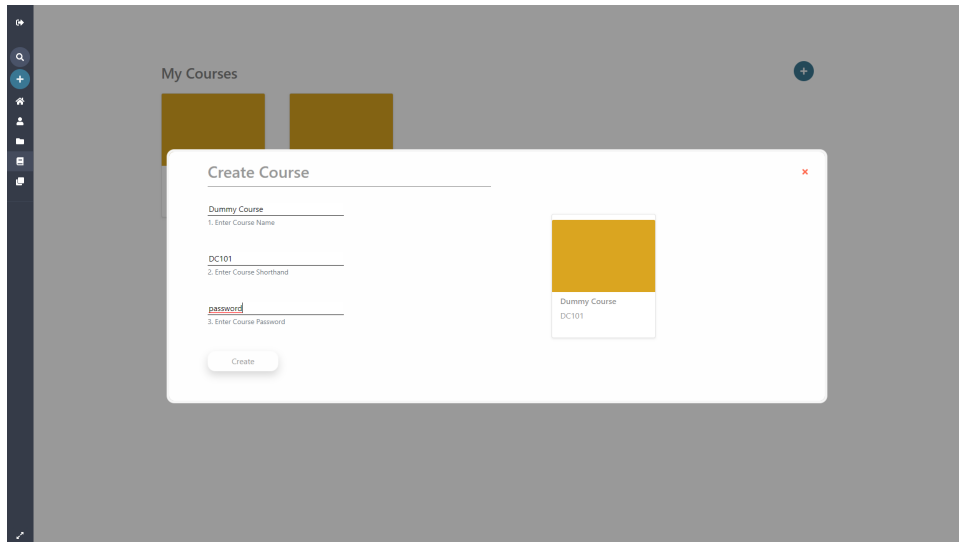 My Courses
Create Course
Dummy Course
1. Enter Course Name
DC101
2. Enter Course Shorthand
password
3. Enter Course Password
Create
Dummy Course
DC101